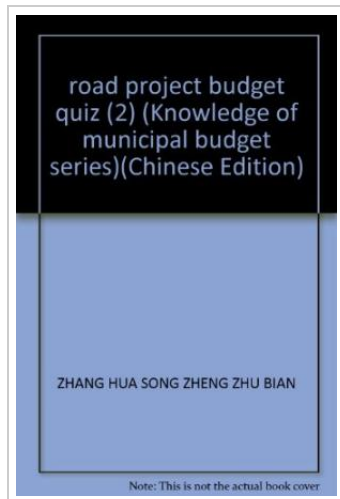 road project budget
quiz (2) (Knowledge of
municipal budget
series)(Chinese Edition)
ZHANG HUA SONG ZHENG ZHU BIAN
Note: This is not the actual book cover